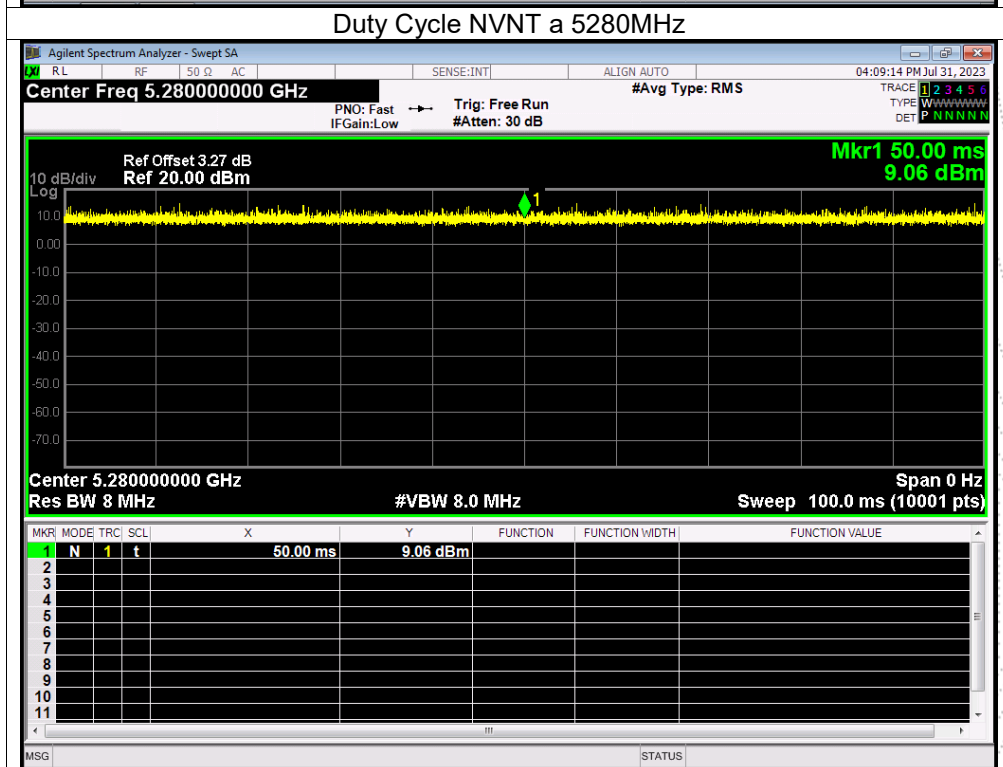 Duty Cycle NVNT a 5280MHz
Agilent Spectrum Analyzer - Swept SA
LXI RL RF 50 Ω AC SENSE:INT ALIGN AUTO 04:09:14 PM Jul 31, 2023
Center Freq 5.280000000 GHz #Avg Type: RMS TRACE 1 2 3 4 5 6
PNO: Fast Trig: Free Run TYPE WWWWWW
IFGain:Low #Atten: 30 dB DET P N N N N N
Mkr1 50.00 ms
Ref Offset 3.27 dB
10 dB/div Ref 20.00 dBm 9.06 dBm
Log
1
10.0
0.00
-10.0
-20.0
-30.0
-40.0
-50.0
-60.0
-70.0
Center 5.280000000 GHz Span 0 Hz
Res BW 8 MHz #VBW 8.0 MHz Sweep 100.0 ms (10001 pts)
MKR MODE TRC SCL X Y FUNCTION FUNCTION WIDTH FUNCTION VALUE
1 N 1 t 50.00 ms 9.06 dBm
2
3
4
5
6
7
8
9
10
11
MSG STATUS